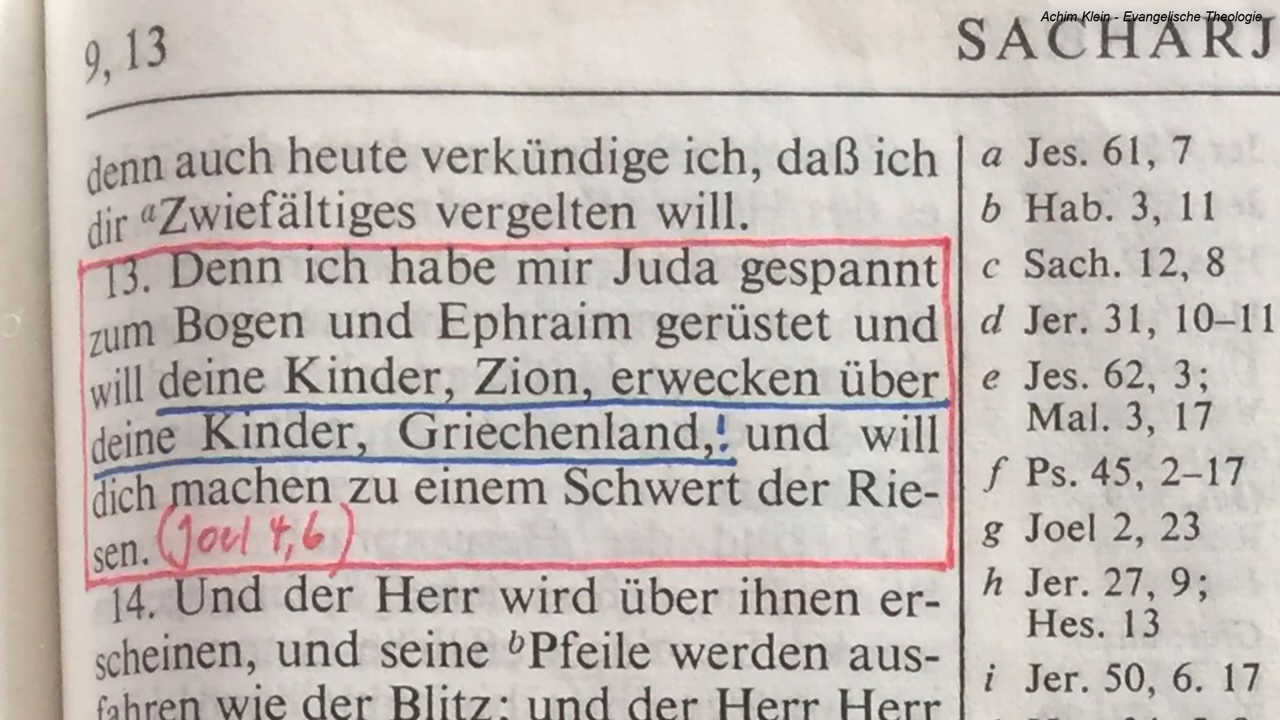 Achim Klein - Evangelische Theologie
9, 13
SACHARJ
denn auch heute verkündige ich, daß ich
dir aZwiefältiges vergelten will.
13. Denn ich habe mir Juda gespannt
zum Bogen und Ephraim gerüstet und
will deine Kinder, Zion, erwecken über
deine Kinder, Griechenland,! und will
dich machen zu einem Schwert der Rie-
sen. (Joel 4,6)
14. Und der Herr wird über ihnen er-
scheinen, und seine bPfeile werden aus-
fahren wie der Blitz; und der Herr Herr
a Jes. 61, 7
b Hab. 3, 11
c Sach. 12, 8
d Jer. 31, 10–11
e Jes. 62, 3;
Mal. 3, 17
f Ps. 45, 2–17
g Joel 2, 23
h Jer. 27, 9;
Hes. 13
i Jer. 50, 6. 17